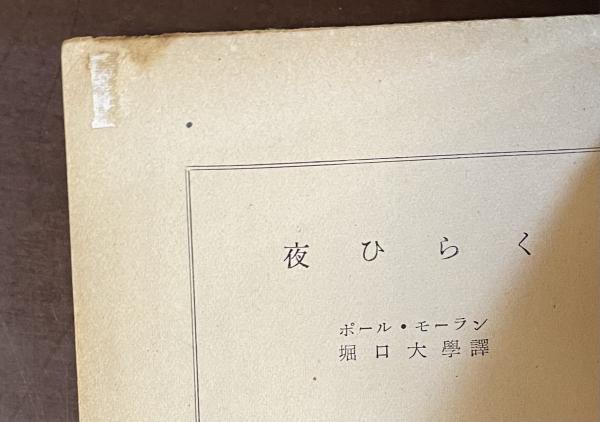 夜ひらく
ポール・モーラン
堀口大學譯